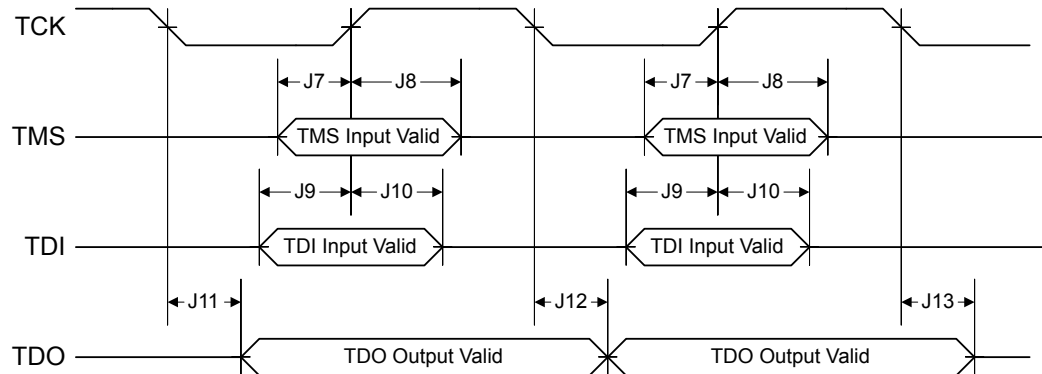 TCK
J7 J8 J7 J8
TMS TMS Input Valid TMS Input Valid
J9 J10 J9 J10
TDI TDI Input Valid TDI Input Valid
J11 J12 J13
TDO TDO Output Valid TDO Output Valid